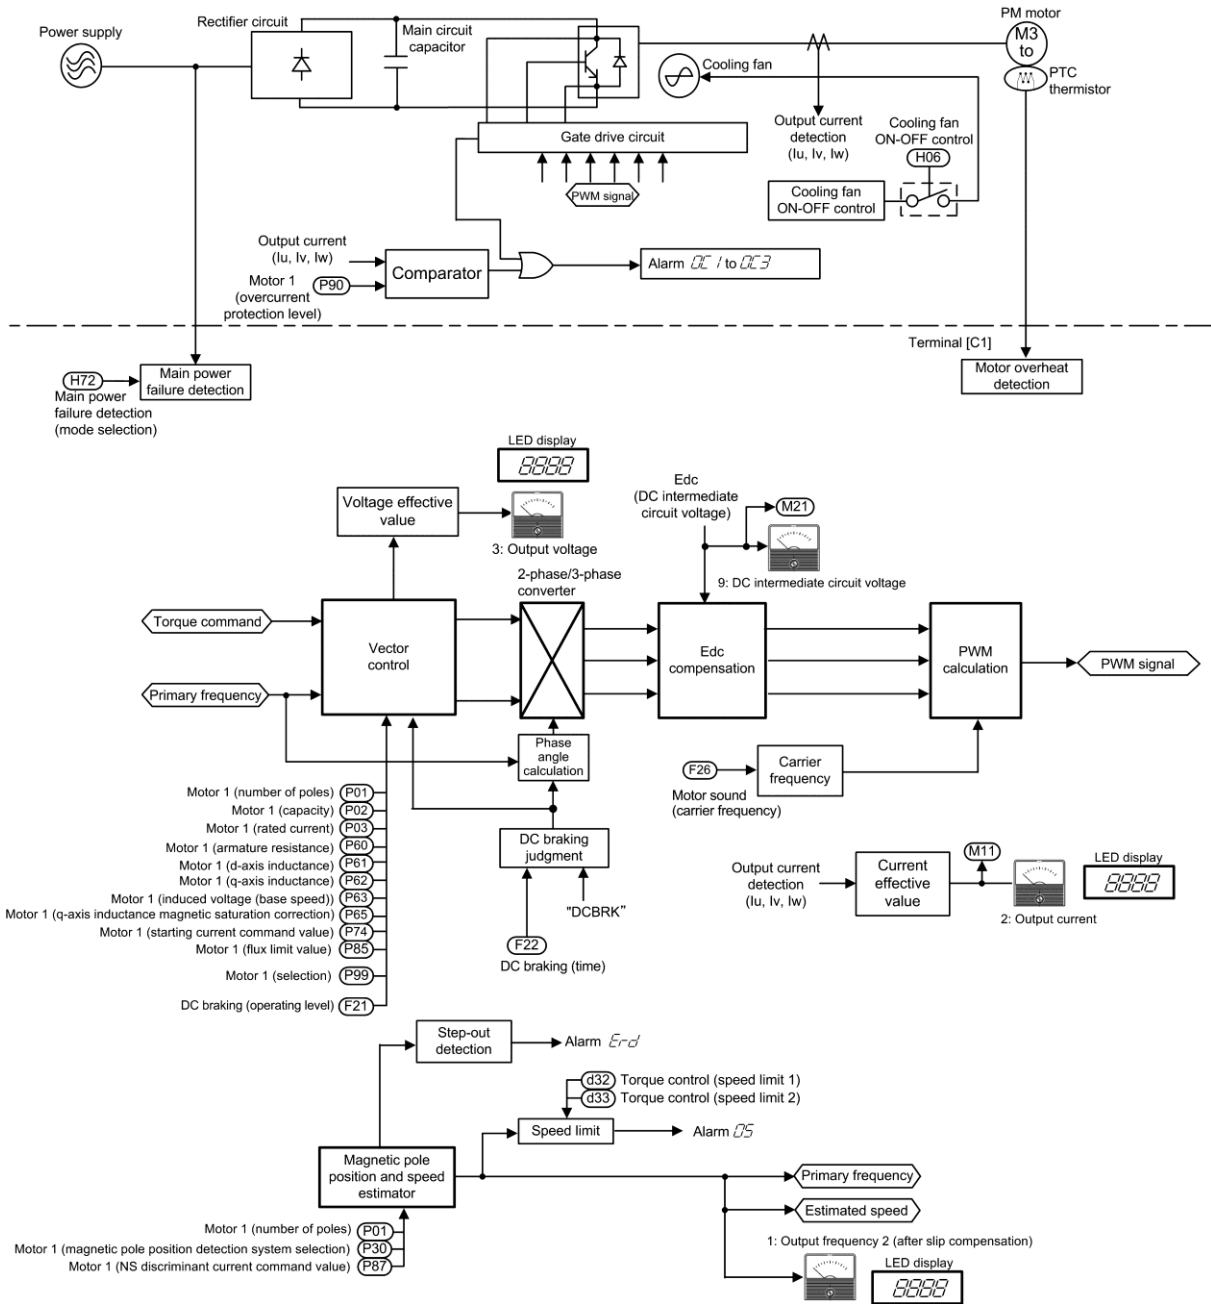 Power supply
Rectifier circuit
Main circuit
capacitor
PM motor
M3
to
PTC
thermistor
Cooling fan
Output current
detection
(Iu, Iv, Iw)
Cooling fan
ON-OFF control
H06
Cooling fan
ON-OFF control
Gate drive circuit
PWM signal
Output current
(Iu, Iv, Iw)
Motor 1
(overcurrent
protection level)
P90
Comparator
Alarm OC1 to OC3
Terminal [C1]
H72
Main power
failure detection
(mode selection)
Main power
failure detection
Motor overheat
detection
LED display
8888
Voltage effective
value
3: Output voltage
Edc
(DC intermediate
circuit voltage)
M21
9: DC intermediate circuit voltage
2-phase/3-phase
converter
Torque command
Primary frequency
Vector
control
Edc
compensation
PWM
calculation
PWM signal
Phase
angle
calculation
F26
Motor sound
(carrier frequency)
Carrier
frequency
Motor 1 (number of poles) P01
Motor 1 (capacity) P02
Motor 1 (rated current) P03
Motor 1 (armature resistance) P60
Motor 1 (d-axis inductance) P61
Motor 1 (q-axis inductance) P62
Motor 1 (induced voltage (base speed)) P63
Motor 1 (q-axis inductance magnetic saturation correction) P65
Motor 1 (starting current command value) P74
Motor 1 (flux limit value) P85
Motor 1 (selection) P99
DC braking (operating level) F21
DC braking
judgment
"DCBRK"
F22
DC braking (time)
Output current
detection
(Iu, Iv, Iw)
Current
effective
value
M11
2: Output current
LED display
8888
Step-out
detection
Alarm Erd
d32 Torque control (speed limit 1)
d33 Torque control (speed limit 2)
Speed limit
Alarm OS
Magnetic pole
position and speed
estimator
Primary frequency
Estimated speed
Motor 1 (number of poles) P01
Motor 1 (magnetic pole position detection system selection) P30
Motor 1 (NS discriminant current command value) P87
1: Output frequency 2 (after slip compensation)
LED display
8888